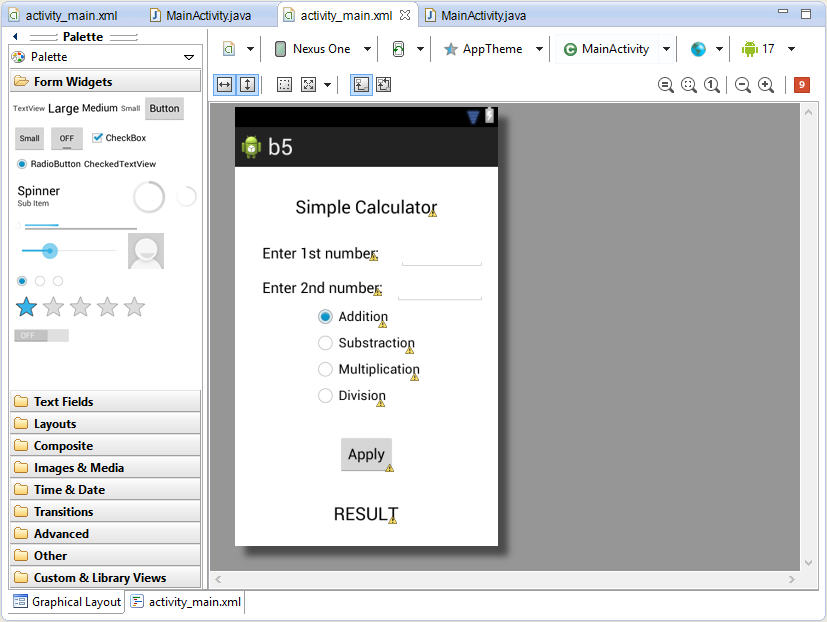 activity_main.xml MainActivity.java activity_main.xml MainActivity.java
Palette
Palette
Nexus One AppTheme MainActivity 17
Form Widgets
9
TextView Large Medium Small Button
Small OFF CheckBox
RadioButton CheckedTextView
Spinner
Sub Item
OFF
Text Fields
Layouts
Composite
Images & Media
Time & Date
Transitions
Advanced
Other
Custom & Library Views
b5
Simple Calculator
Enter 1st number:
Enter 2nd number:
Addition
Substraction
Multiplication
Division
Apply
RESULT
Graphical Layout activity_main.xml